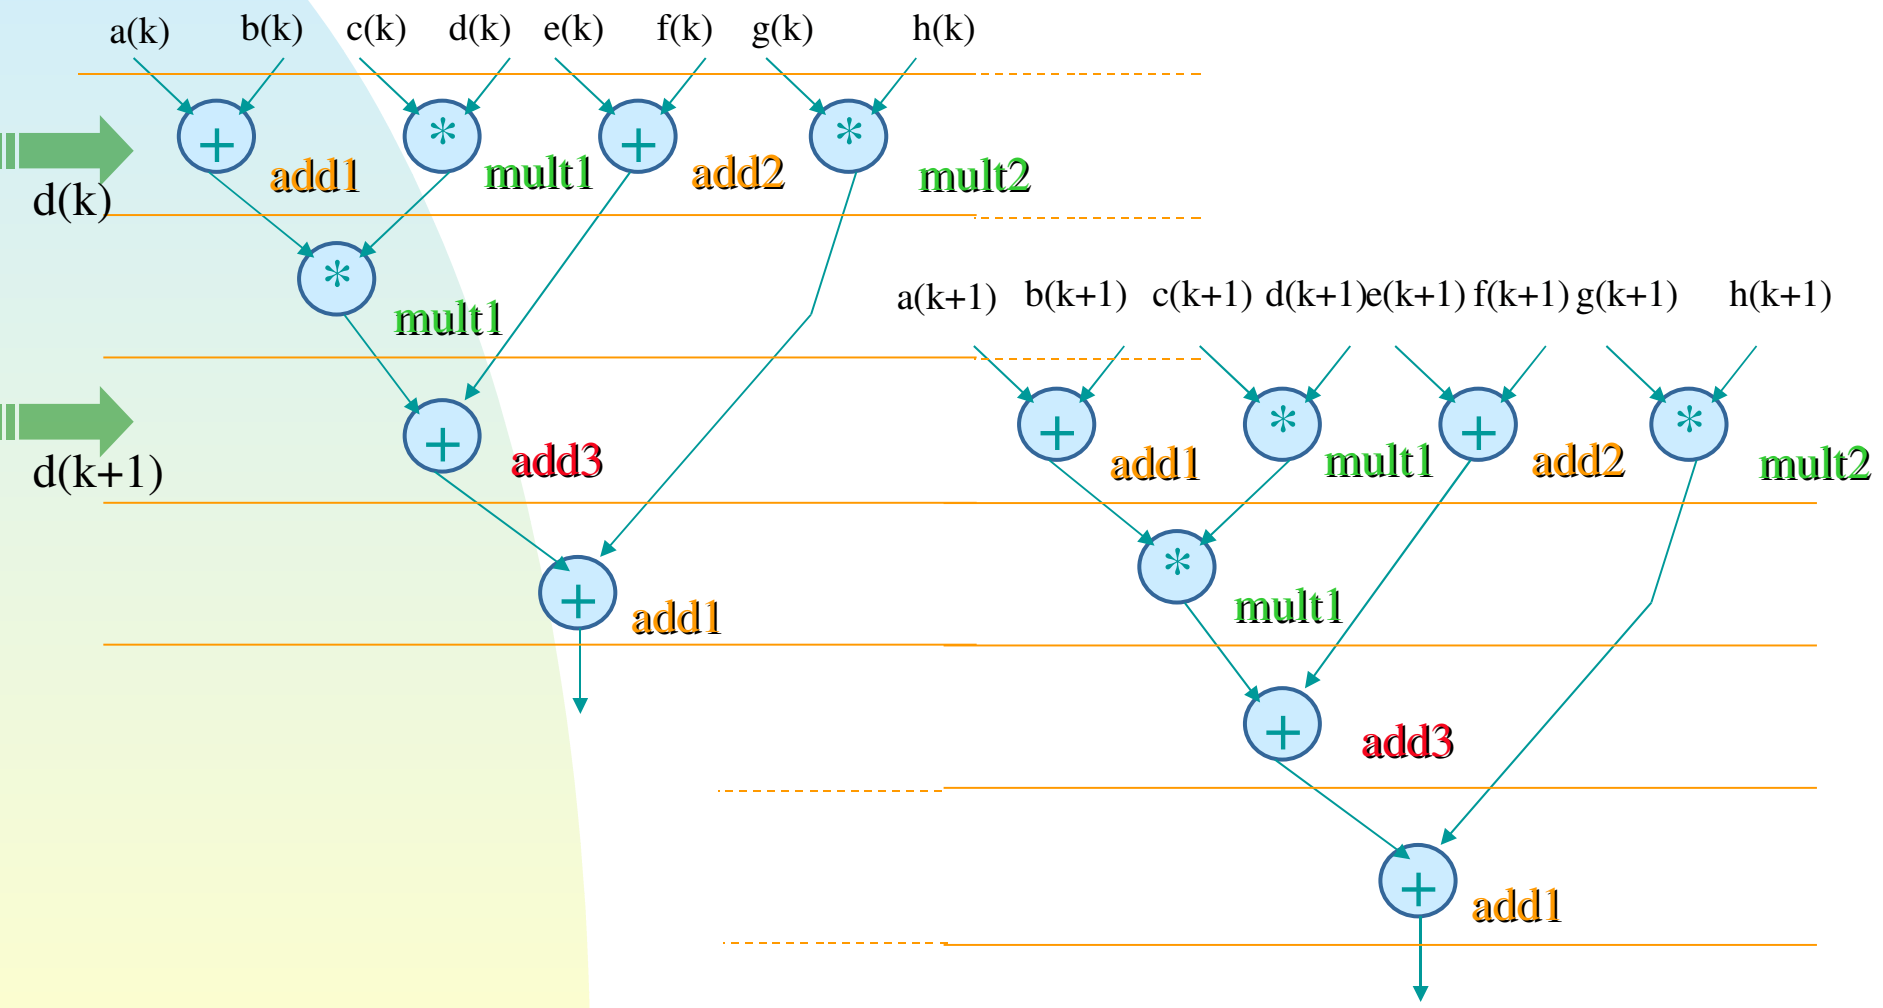 a(k) b(k) c(k) d(k) e(k) f(k) g(k) h(k)
+ * + *
add1 mult1 add2 mult2
d(k)
*
mult1
a(k+1) b(k+1) c(k+1) d(k+1) e(k+1) f(k+1) g(k+1) h(k+1)
+ + * + *
add3 add1 mult1 add2 mult2
d(k+1)
+ *
add1 mult1
+
add3
+
add1